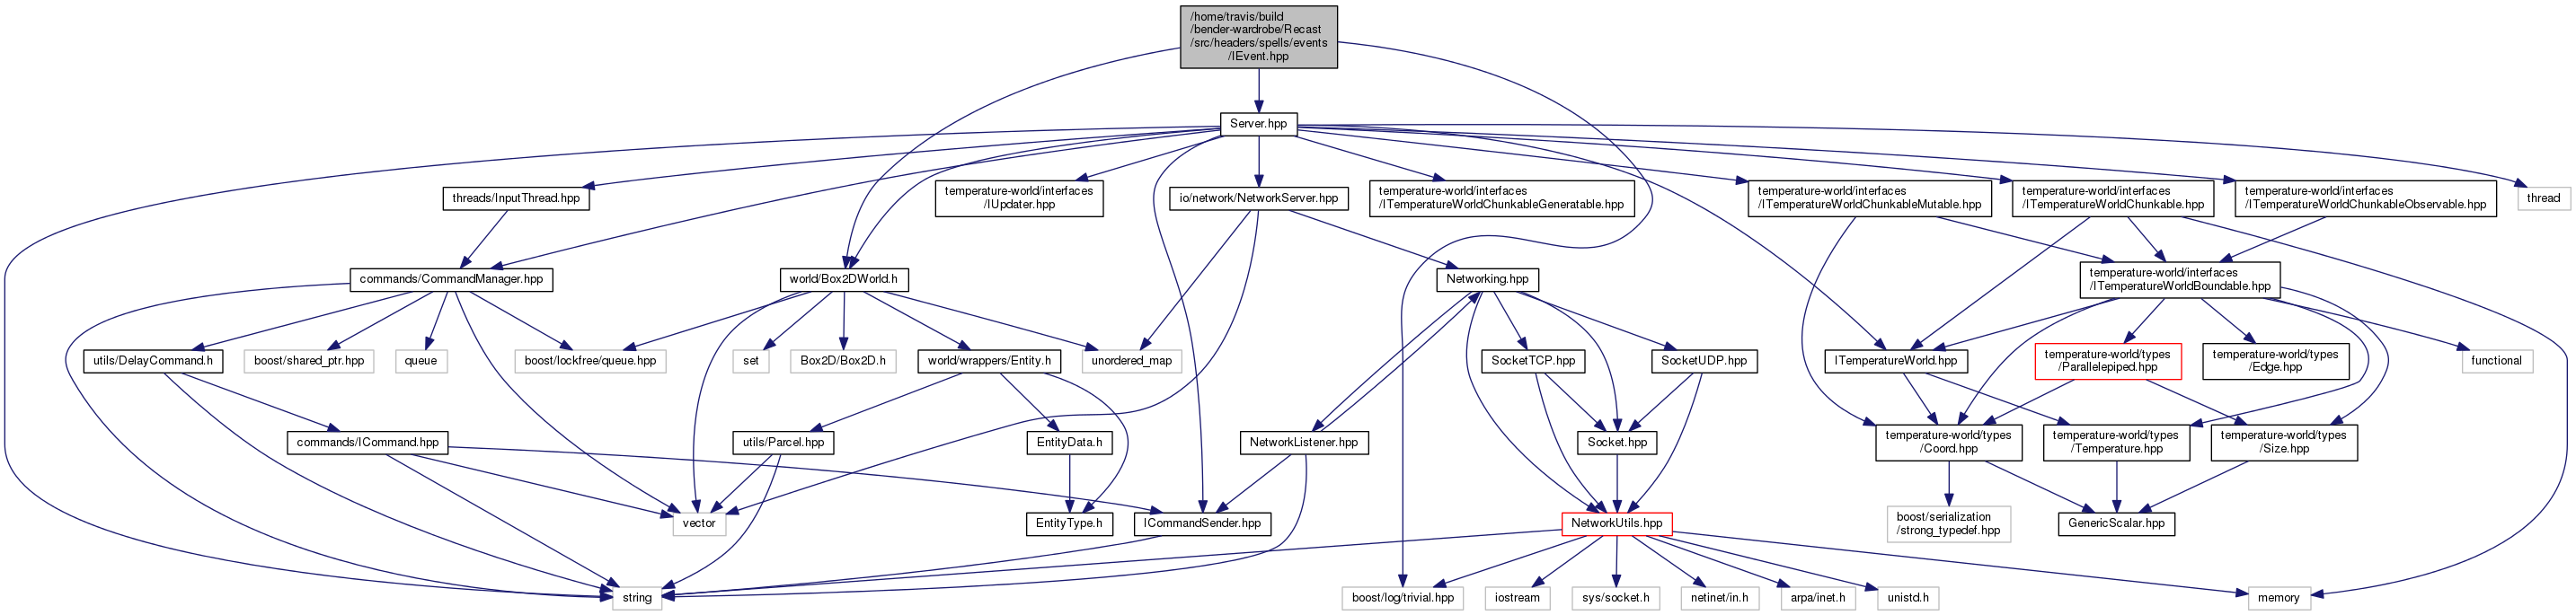 /home/travis/build
/bender-wardrobe/Recast
/src/headers/spells/events
/IEvent.hpp
Server.hpp
threads/InputThread.hpp
temperature-world/interfaces
/IUpdater.hpp
io/network/NetworkServer.hpp
temperature-world/interfaces
/ITemperatureWorldChunkableGeneratable.hpp
temperature-world/interfaces
/ITemperatureWorldChunkableMutable.hpp
temperature-world/interfaces
/ITemperatureWorldChunkable.hpp
temperature-world/interfaces
/ITemperatureWorldChunkableObservable.hpp
thread
commands/CommandManager.hpp
world/Box2DWorld.h
Networking.hpp
temperature-world/interfaces
/ITemperatureWorldBoundable.hpp
utils/DelayCommand.h
boost/shared_ptr.hpp
queue
boost/lockfree/queue.hpp
set
Box2D/Box2D.h
world/wrappers/Entity.h
unordered_map
SocketTCP.hpp
SocketUDP.hpp
ITemperatureWorld.hpp
temperature-world/types
/Parallelepiped.hpp
temperature-world/types
/Edge.hpp
functional
commands/ICommand.hpp
utils/Parcel.hpp
EntityData.h
NetworkListener.hpp
Socket.hpp
temperature-world/types
/Coord.hpp
temperature-world/types
/Temperature.hpp
temperature-world/types
/Size.hpp
vector
EntityType.h
ICommandSender.hpp
NetworkUtils.hpp
boost/serialization
/strong_typedef.hpp
GenericScalar.hpp
string
boost/log/trivial.hpp
iostream
sys/socket.h
netinet/in.h
arpa/inet.h
unistd.h
memory